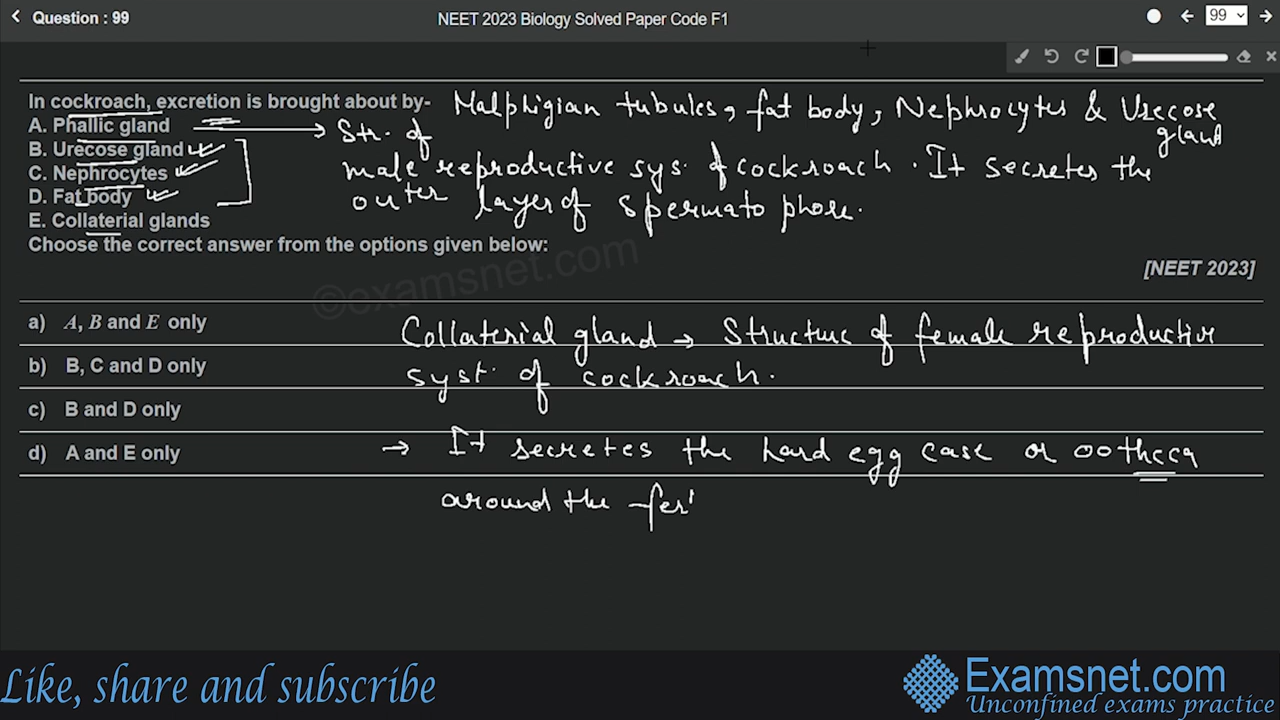 Question : 99
NEET 2023 Biology Solved Paper Code F1
99
In cockroach, excretion is brought about by- Malphigian tubules, fat body, Nephrocytes & Urecose gland
A. Phallic gland → Str. of
B. Urecose gland
male reproductive sys. of cockroach. It secretes the
C. Nephrocytes
D. Fat body
outer layer of spermatophore.
E. Collaterial glands
Choose the correct answer from the options given below:
©examsnet.com
[NEET 2023]
a) A, B and E only
Collaterial gland → Structure of female reproductive
b) B, C and D only
syst. of cockroach.
c) B and D only
d) A and E only
→ It secretes the hard egg case or ootheca
around the fer
Like, share and subscribe
Examsnet.com
Unconfined exams practice